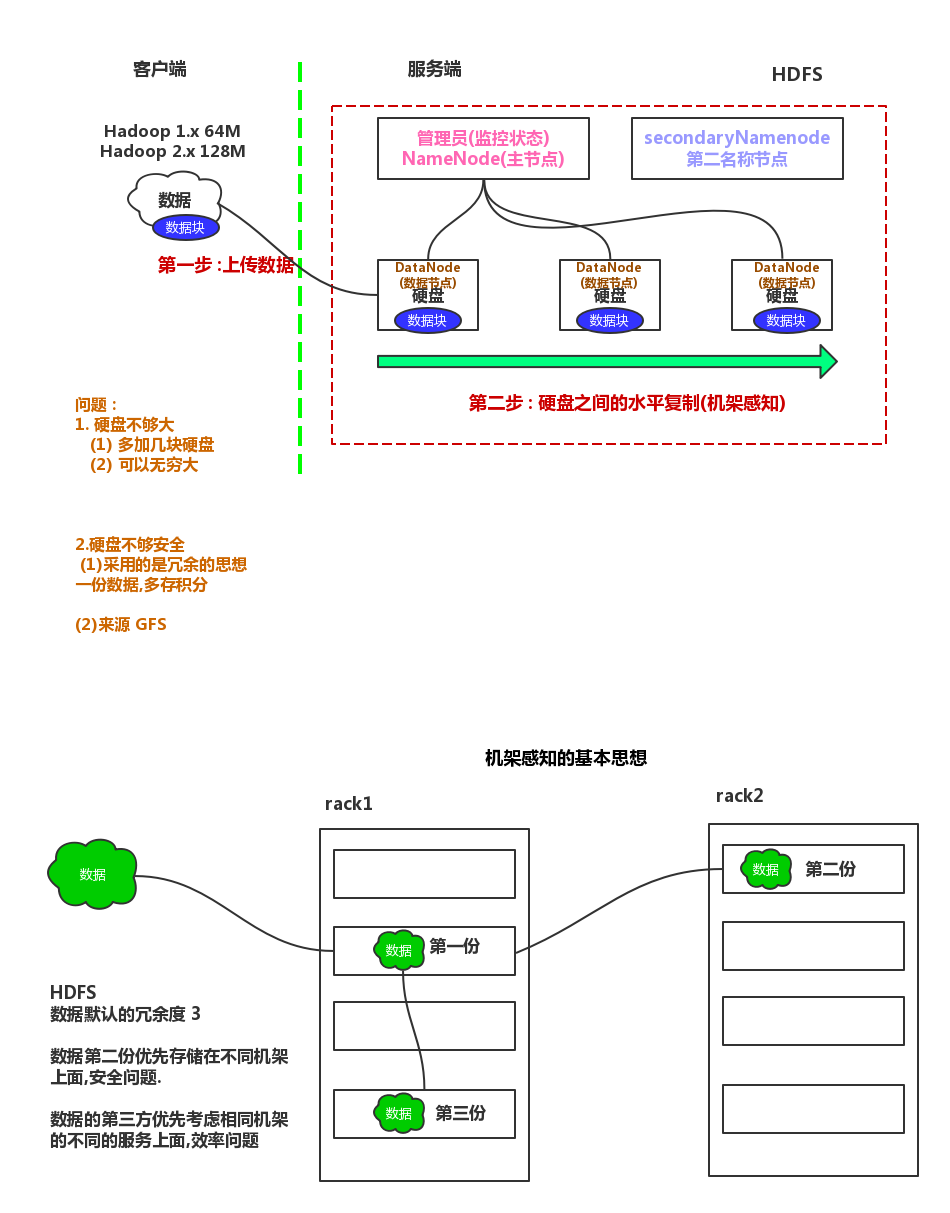 客户端
服务端
HDFS
Hadoop 1.x 64M
Hadoop 2.x 128M
数据
数据块
第一步 :上传数据
管理员(监控状态)
NameNode(主节点)
secondaryNamenode
第二名称节点
DataNode
(数据节点)
硬盘
数据块
DataNode
(数据节点)
硬盘
数据块
DataNode
(数据节点)
硬盘
数据块
第二步 : 硬盘之间的水平复制(机架感知)
问题 :
1. 硬盘不够大
(1) 多加几块硬盘
(2) 可以无穷大
2.硬盘不够安全
(1)采用的是冗余的思想
一份数据,多存积分
(2)来源 GFS
机架感知的基本思想
rack1
rack2
数据
数据 第一份
数据 第三份
数据 第二份
HDFS
数据默认的冗余度 3
数据第二份优先存储在不同机架
上面,安全问题.
数据的第三方优先考虑相同机架
的不同的服务上面,效率问题